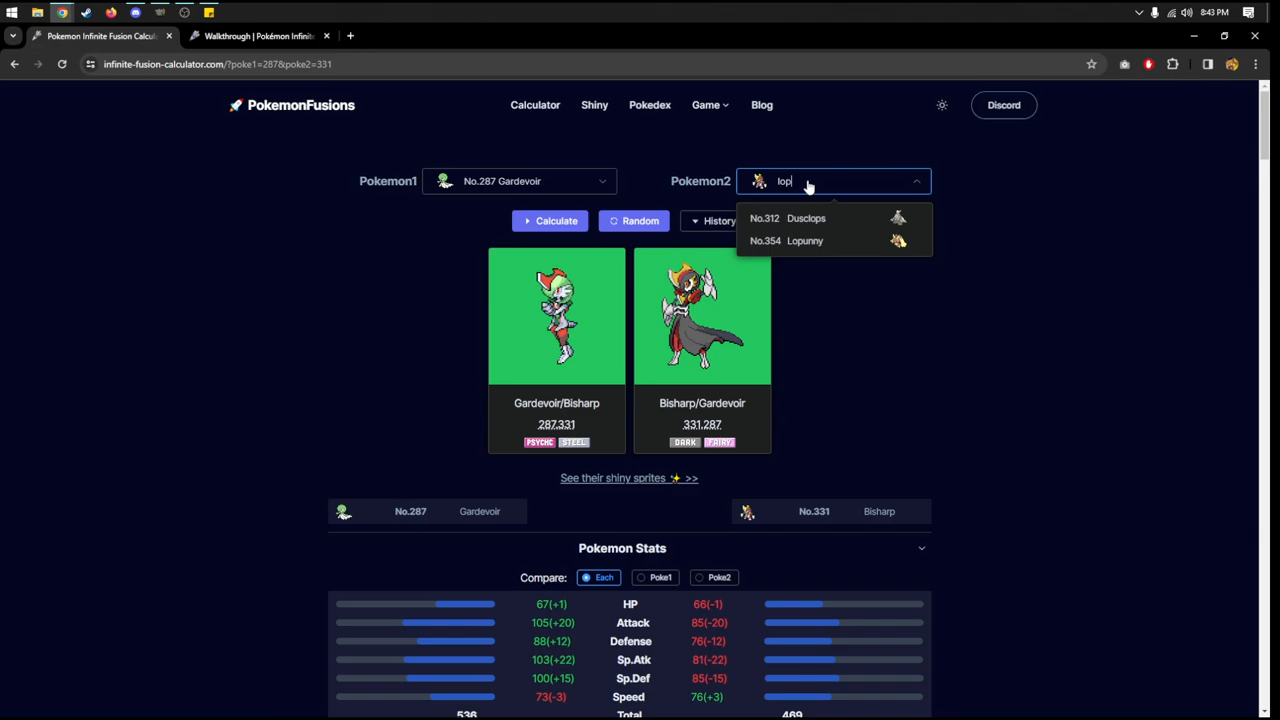 8:43 PM
Pokemon Infinite Fusion Calcula
Walkthrough | Pokémon Infinite
infinite-fusion-calculator.com/?poke1=287&poke2=331
PokemonFusions
Calculator
Shiny
Pokedex
Game
Blog
Discord
Pokemon1
No.287 Gardevoir
Pokemon2
lop
No.312 Dusclops
No.354 Lopunny
Calculate
Random
History
Gardevoir/Bisharp
287.331
PSYCHC STEEL
Bisharp/Gardevoir
331.287
DARK FAIRY
See their shiny sprites ✨ >>
No.287 Gardevoir
No.331 Bisharp
Pokemon Stats
Compare: Each Poke1 Poke2
67(+1) HP 66(-1)
105(+20) Attack 85(-20)
88(+12) Defense 76(-12)
103(+22) Sp.Atk 81(-22)
100(+15) Sp.Def 85(-15)
73(-3) Speed 76(+3)
536 Total 469